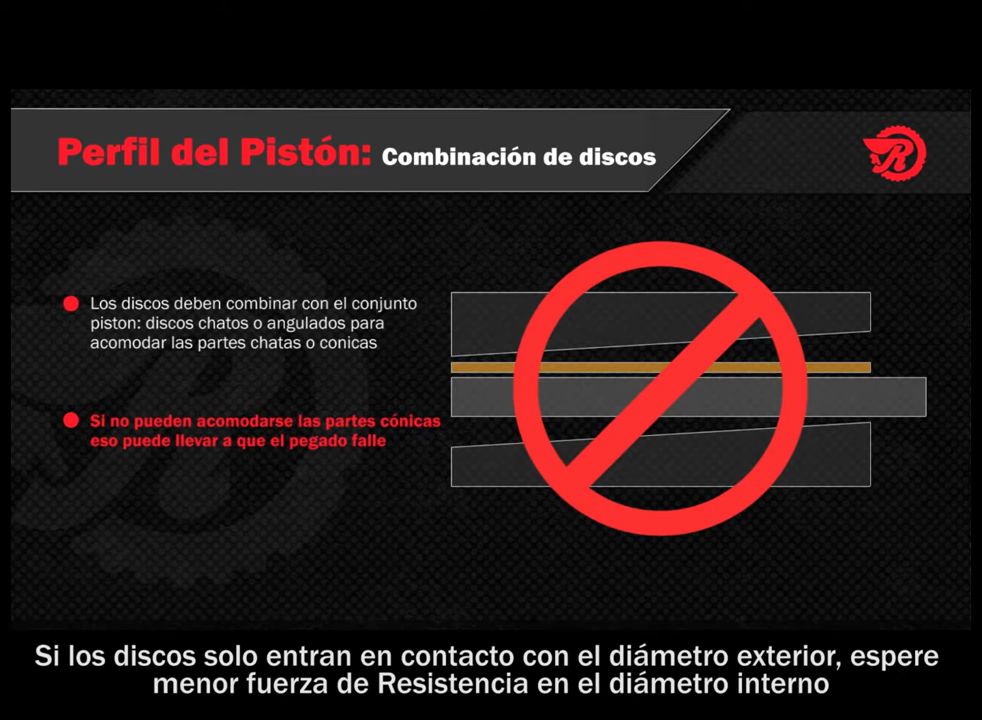 Perfil del Pistón: Combinación de discos
Los discos deben combinar con el conjunto
piston: discos chatos o angulados para
acomodar las partes chatas o conicas
Si no pueden acomodarse las partes cónicas
eso puede llevar a que el pegado falle
Si los discos solo entran en contacto con el diámetro exterior, espere
menor fuerza de Resistencia en el diámetro interno